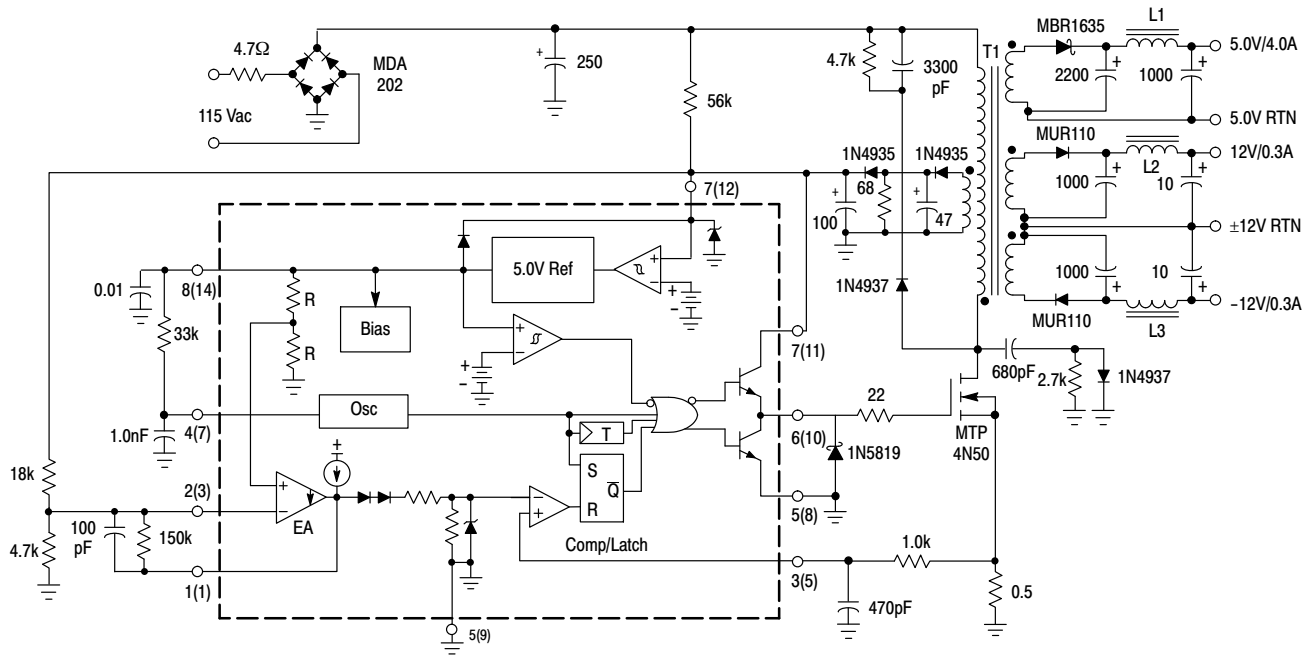 4.7Ω
MDA
202
115 Vac
+
250
56k
4.7k
3300
pF
T1
MBR1635
L1
5.0V/4.0A
+
2200
+
1000
5.0V RTN
MUR110
12V/0.3A
L2
+
1000
+
10
±12V RTN
1000
+
10
+
MUR110
L3
–12V/0.3A
1N4935
1N4935
68
+
100
+
47
1N4937
7(12)
5.0V Ref
+
–
+
–
0.01
8(14)
R
R
Bias
33k
+
–
+
–
7(11)
680pF
2.7k
1N4937
Osc
4(7)
1.0nF
T
22
6(10)
1N5819
MTP
4N50
18k
2(3)
+
–
EA
+
S
R
Q̅
–
+
Comp/Latch
5(8)
100
pF
150k
4.7k
1(1)
1.0k
3(5)
470pF
0.5
5(9)